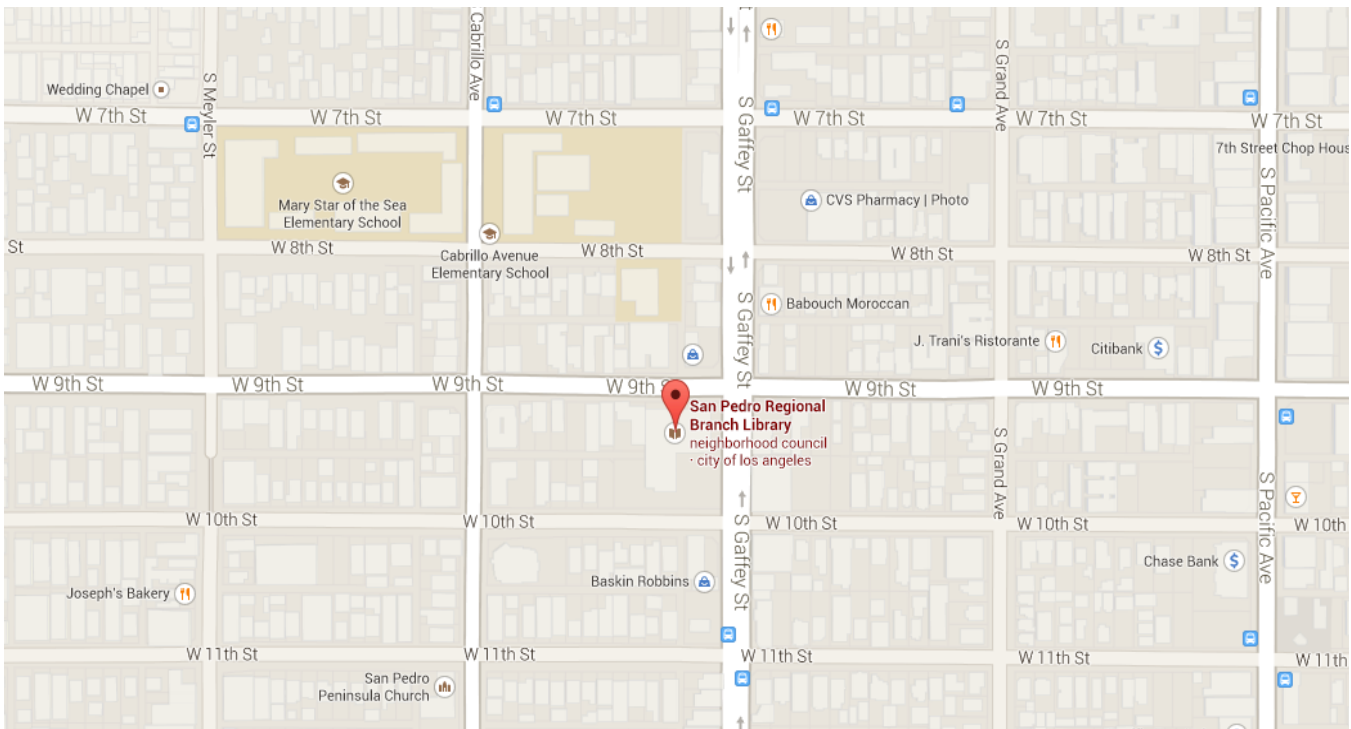 Cabrillo Ave
S Grand Ave
Wedding Chapel
S Meyler St
S Gaffey St
W 7th St
W 7th St
W 7th St
W 7th St
W 7th St
W 7th St
7th Street Chop Hous
S Pacific Ave
Mary Star of the Sea
Elementary School
CVS Pharmacy | Photo
St
W 8th St
Cabrillo Avenue
Elementary School
W 8th St
W 8th St
W 8th St
S Gaffey St
Babouch Moroccan
J. Trani's Ristorante
Citibank
W 9th St
W 9th St
W 9th St
W 9th St
W 9th St
W 9th St
San Pedro Regional
Branch Library
neighborhood council
· city of los angeles
S Grand Ave
S Pacific Ave
W 10th St
W 10th St
W 10th St
W 10th St
W 10th
S Gaffey St
Chase Bank
Joseph's Bakery
Baskin Robbins
W 11th St
W 11th St
W 11th St
W 11th St
W 11th
San Pedro
Peninsula Church